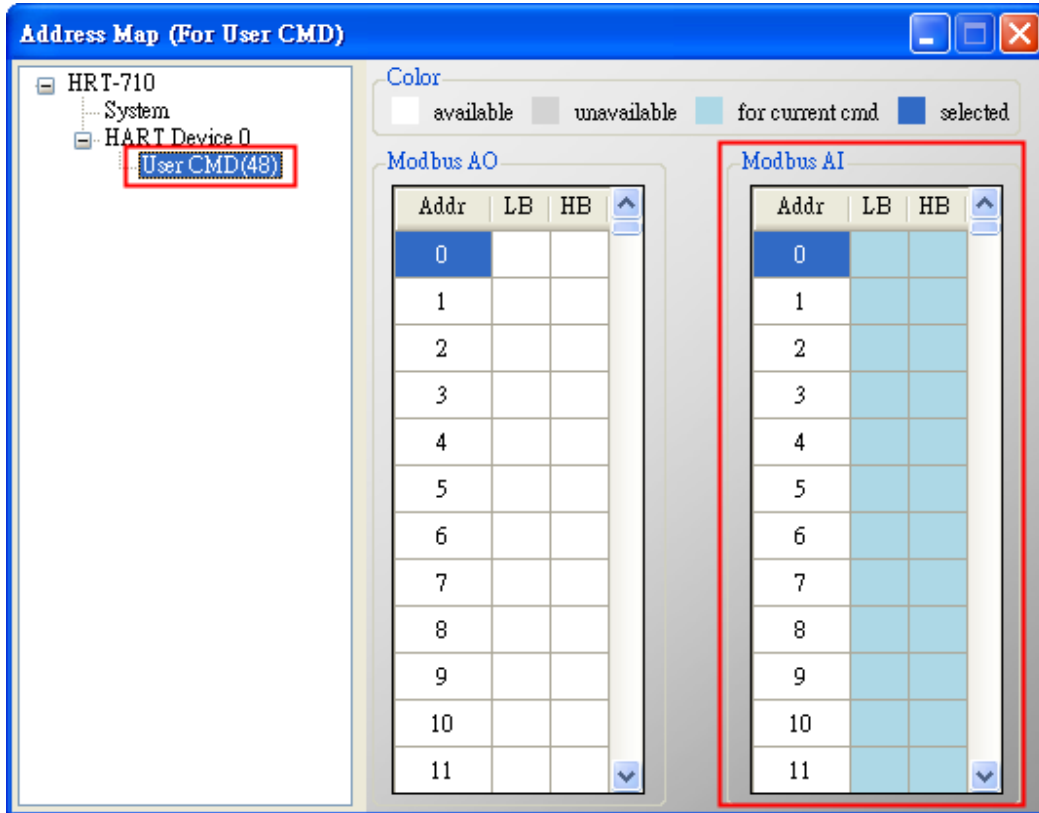 Address Map (For User CMD)
HRT-710
System
HART Device 0
User CMD(48)
Color
available unavailable for current cmd selected
Modbus AO
Addr LB HB
0
1
2
3
4
5
6
7
8
9
10
11
Modbus AI
Addr LB HB
0
1
2
3
4
5
6
7
8
9
10
11